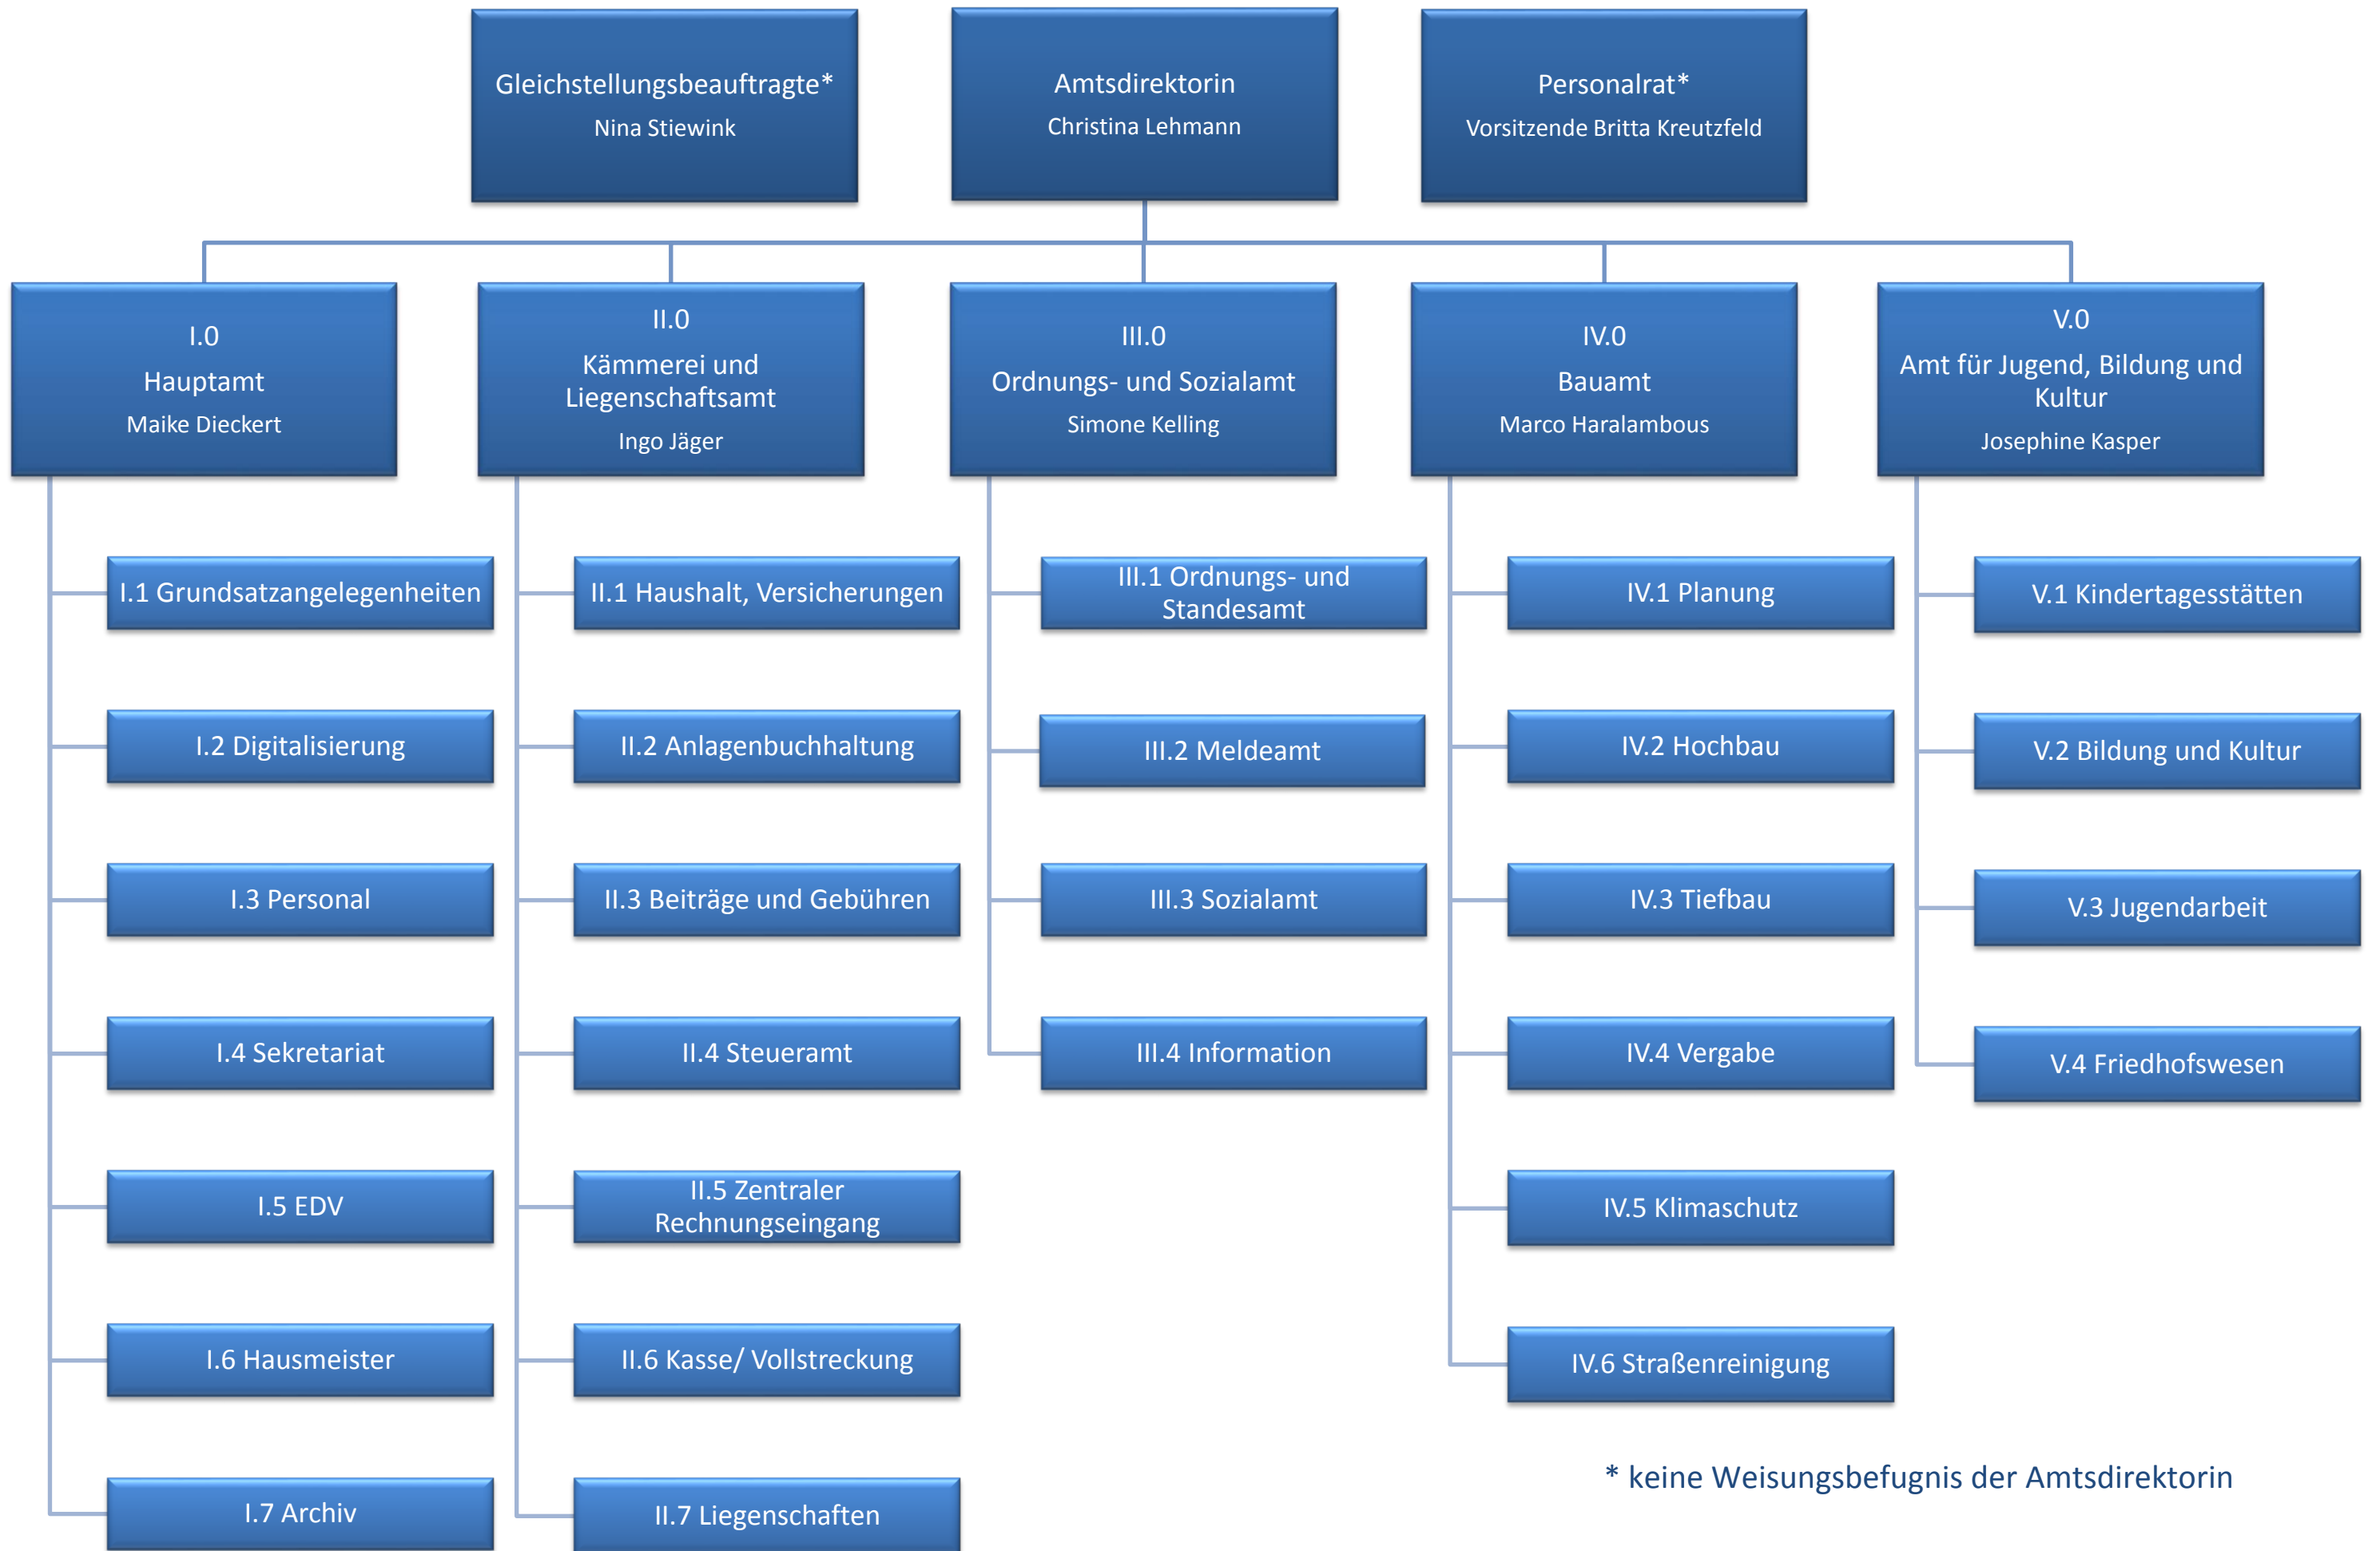 Gleichstellungsbeauftragte*
Nina Stiewink
Amtsdirektorin
Christina Lehmann
Personalrat*
Vorsitzende Britta Kreutzfeld
I.0
Hauptamt
Maike Dieckert
II.0
Kämmerei und
Liegenschaftsamt
Ingo Jäger
III.0
Ordnungs- und Sozialamt
Simone Kelling
IV.0
Bauamt
Marco Haralambous
V.0
Amt für Jugend, Bildung und
Kultur
Josephine Kasper
I.1 Grundsatzangelegenheiten
I.2 Digitalisierung
I.3 Personal
I.4 Sekretariat
I.5 EDV
I.6 Hausmeister
I.7 Archiv
II.1 Haushalt, Versicherungen
II.2 Anlagenbuchhaltung
II.3 Beiträge und Gebühren
II.4 Steueramt
II.5 Zentraler
Rechnungseingang
II.6 Kasse/ Vollstreckung
II.7 Liegenschaften
III.1 Ordnungs- und
Standesamt
III.2 Meldeamt
III.3 Sozialamt
III.4 Information
IV.1 Planung
IV.2 Hochbau
IV.3 Tiefbau
IV.4 Vergabe
IV.5 Klimaschutz
IV.6 Straßenreinigung
V.1 Kindertagesstätten
V.2 Bildung und Kultur
V.3 Jugendarbeit
V.4 Friedhofswesen
* keine Weisungsbefugnis der Amtsdirektorin